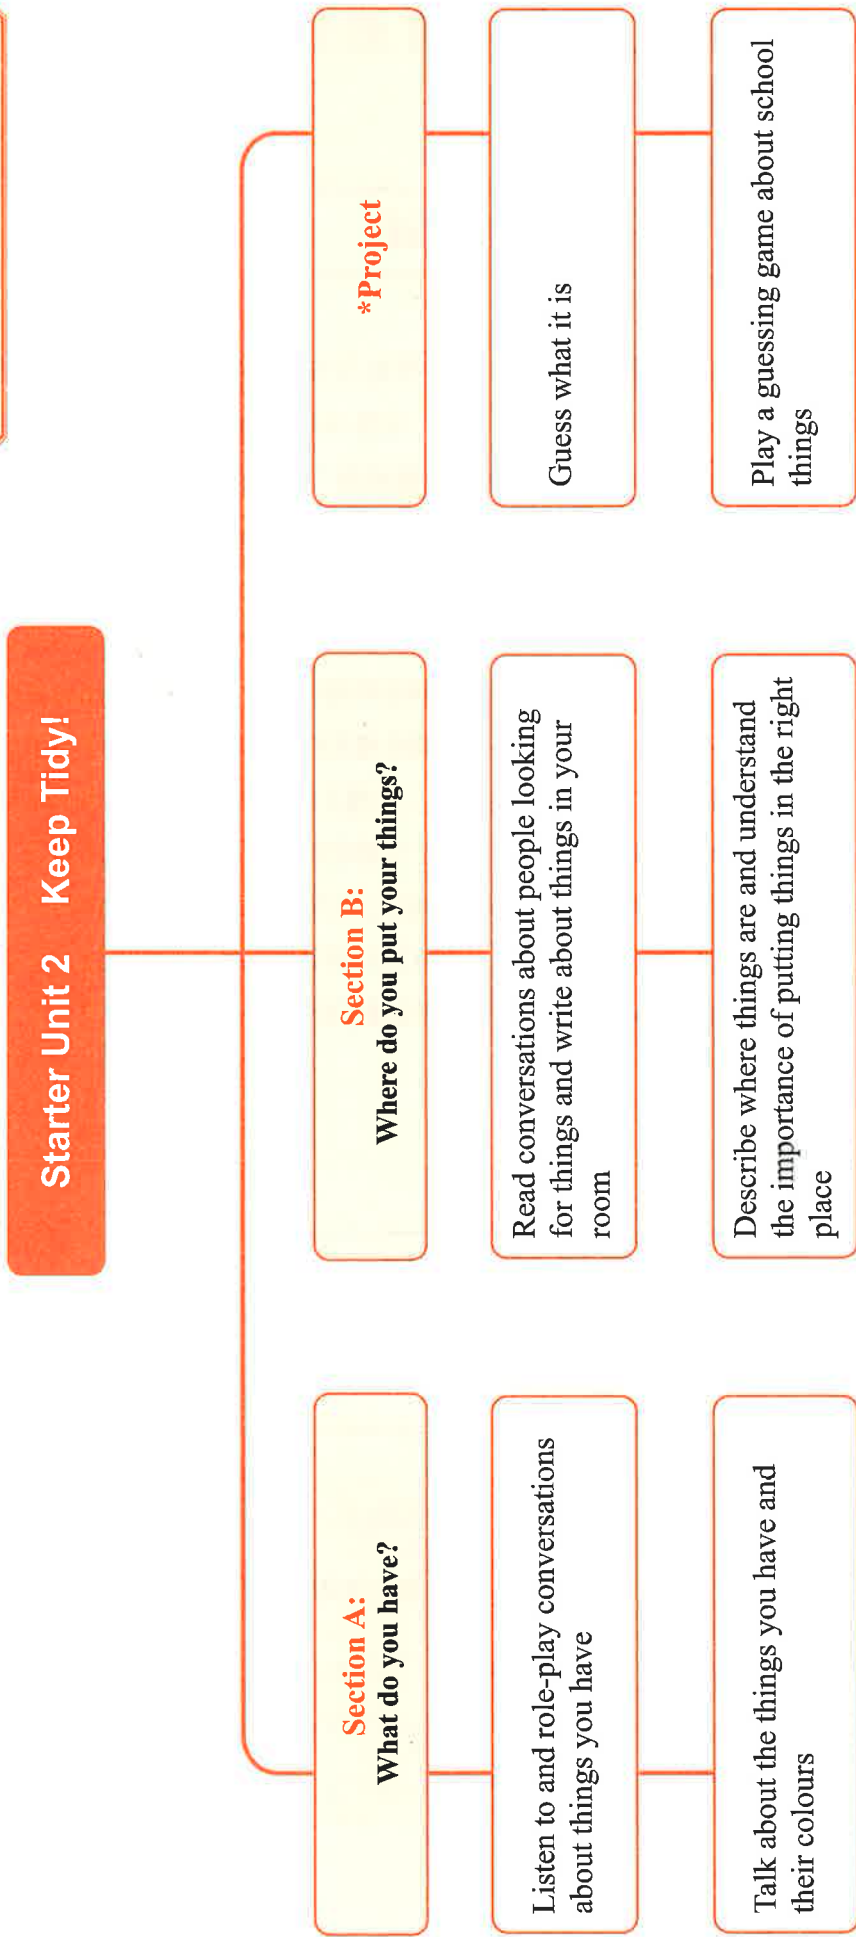 Starter Unit 2 Keep Tidy!
Section A:
What do you have?
Listen to and role-play conversations
about things you have
Talk about the things you have and
their colours
Section B:
Where do you put your things?
Read conversations about people looking
for things and write about things in your
room
Describe where things are and understand
the importance of putting things in the right
place
*Project
Guess what it is
Play a guessing game about school
things